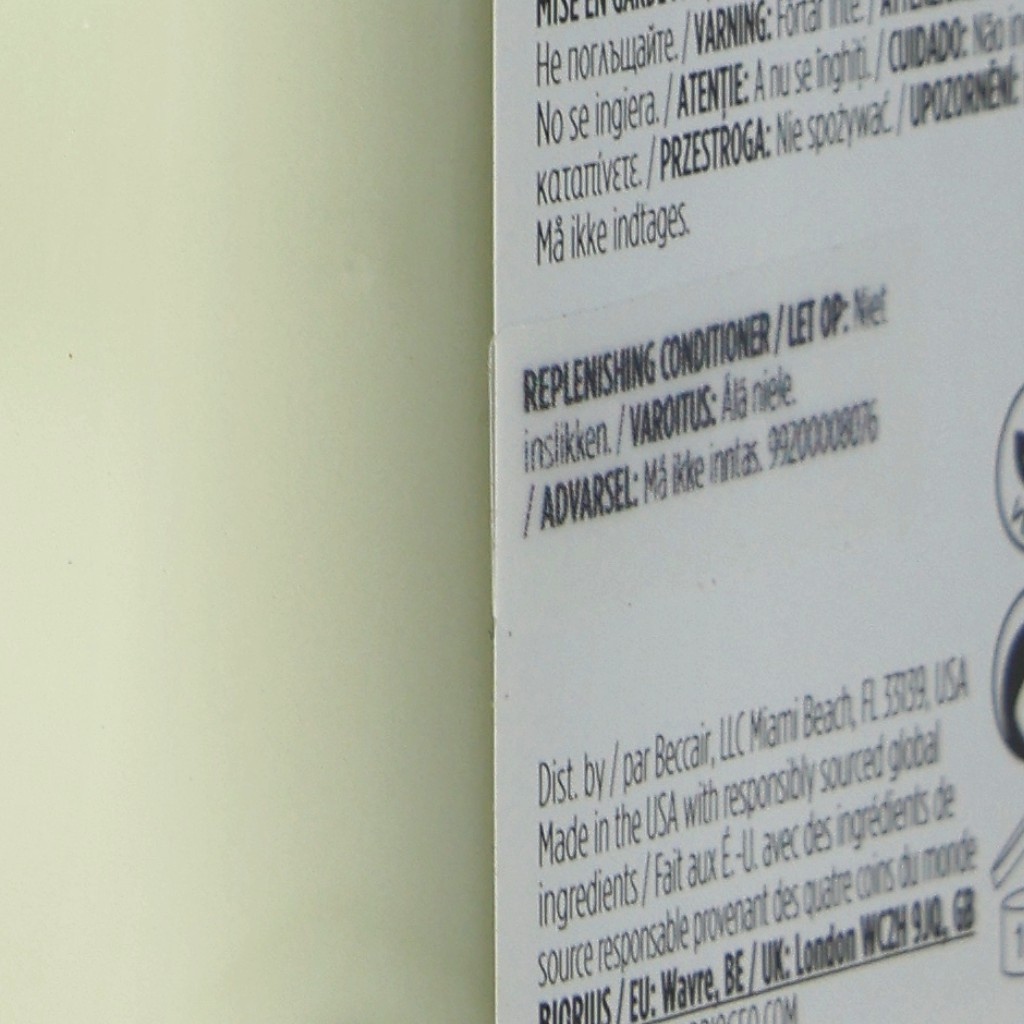 MISE EN GARDE
Не поглъщайте. / VARNING: Förtär inte. /
No se ingiera. / ATENȚIE: A nu se înghiți. / CUIDADO: Não
καταπίνετε. / PRZESTROGA: Nie spożywać. / UPOZORNĚNÍ:
Må ikke indtages.
REPLENISHING CONDITIONER / LET OP: Niet
inslikken. / VAROITUS: Älä niele.
/ ADVARSEL: Må ikke inntas. 99200008076
Dist. by / par Beccair, LLC Miami Beach, FL 33139, USA
Made in the USA with responsibly sourced global
ingredients / Fait aux É.-U. avec des ingrédients de
source responsable provenant des quatre coins du monde
BIORIUS / EU: Wavre, BE / UK: London WC2H 9JQ, GB